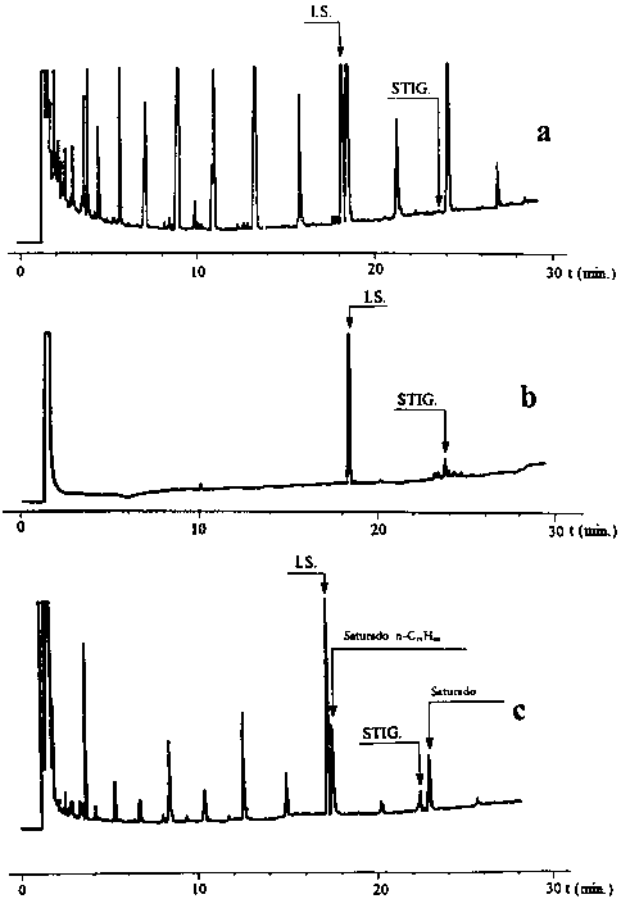 I.S.
STIG.
a
0 10 20 30 t (min.)
I.S.
STIG.
b
0 10 20 30 t (min.)
I.S.
Saturado
Saturado
c
STIG.
0 10 20 30 t (min.)